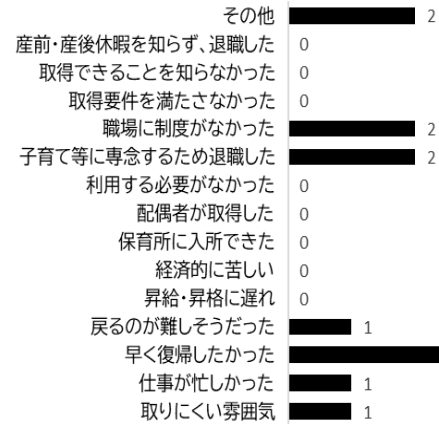 その他 2
産前・産後休暇を知らず、退職した 0
取得できることを知らなかった 0
取得要件を満たさなかった 0
職場に制度がなかった 2
子育て等に専念するため退職した 2
利用する必要がなかった 0
配偶者が取得した 0
保育所に入所できた 0
経済的に苦しい 0
昇給・昇格に遅れ 0
戻るのが難しそうだった 1
早く復帰したかった
仕事が忙しかった 1
取りにくい雰囲気 1